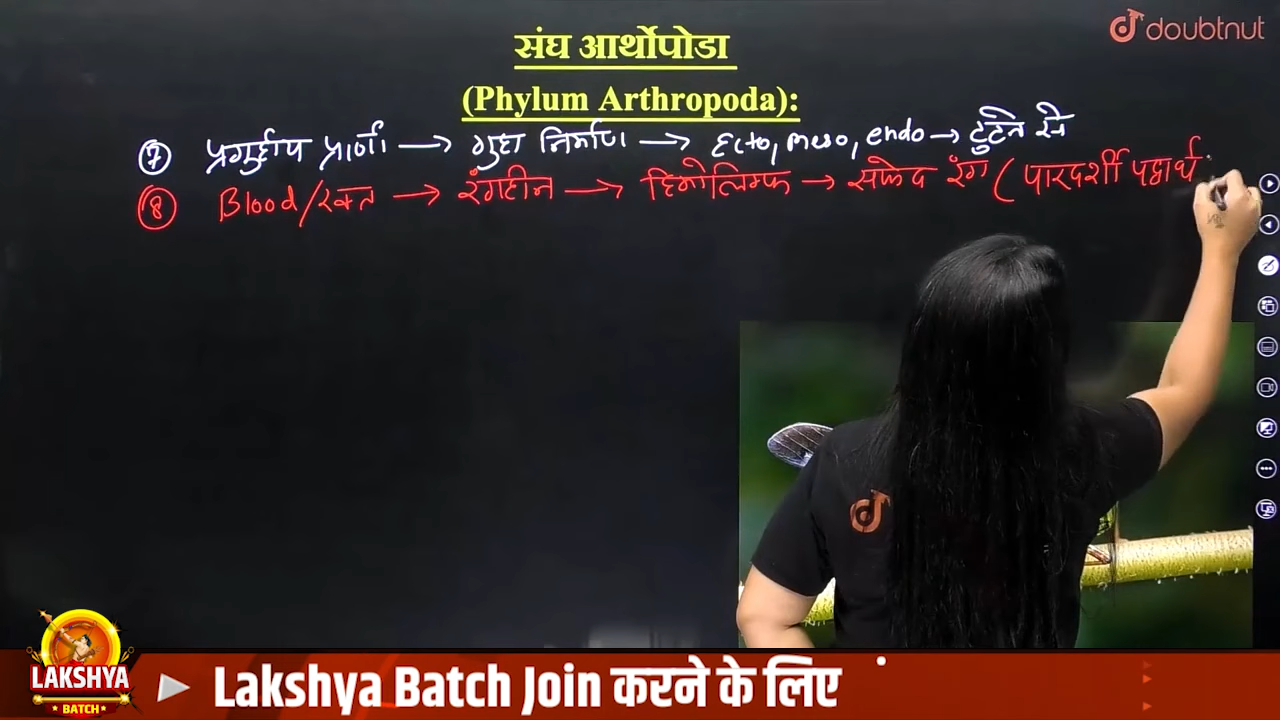 doubtnut
संघ आर्थोपोडा
(Phylum Arthropoda):
7 प्रगुहीय प्राणी → गुहा निर्माण → Ecto, meso, endo → टुटने से
8 Blood/रक्त → रंगहीन → हिमोलिम्फ → सफेद रंग (पारदर्शी पदार्थ
LAKSHYA
BATCH
Lakshya Batch Join करने के लिए